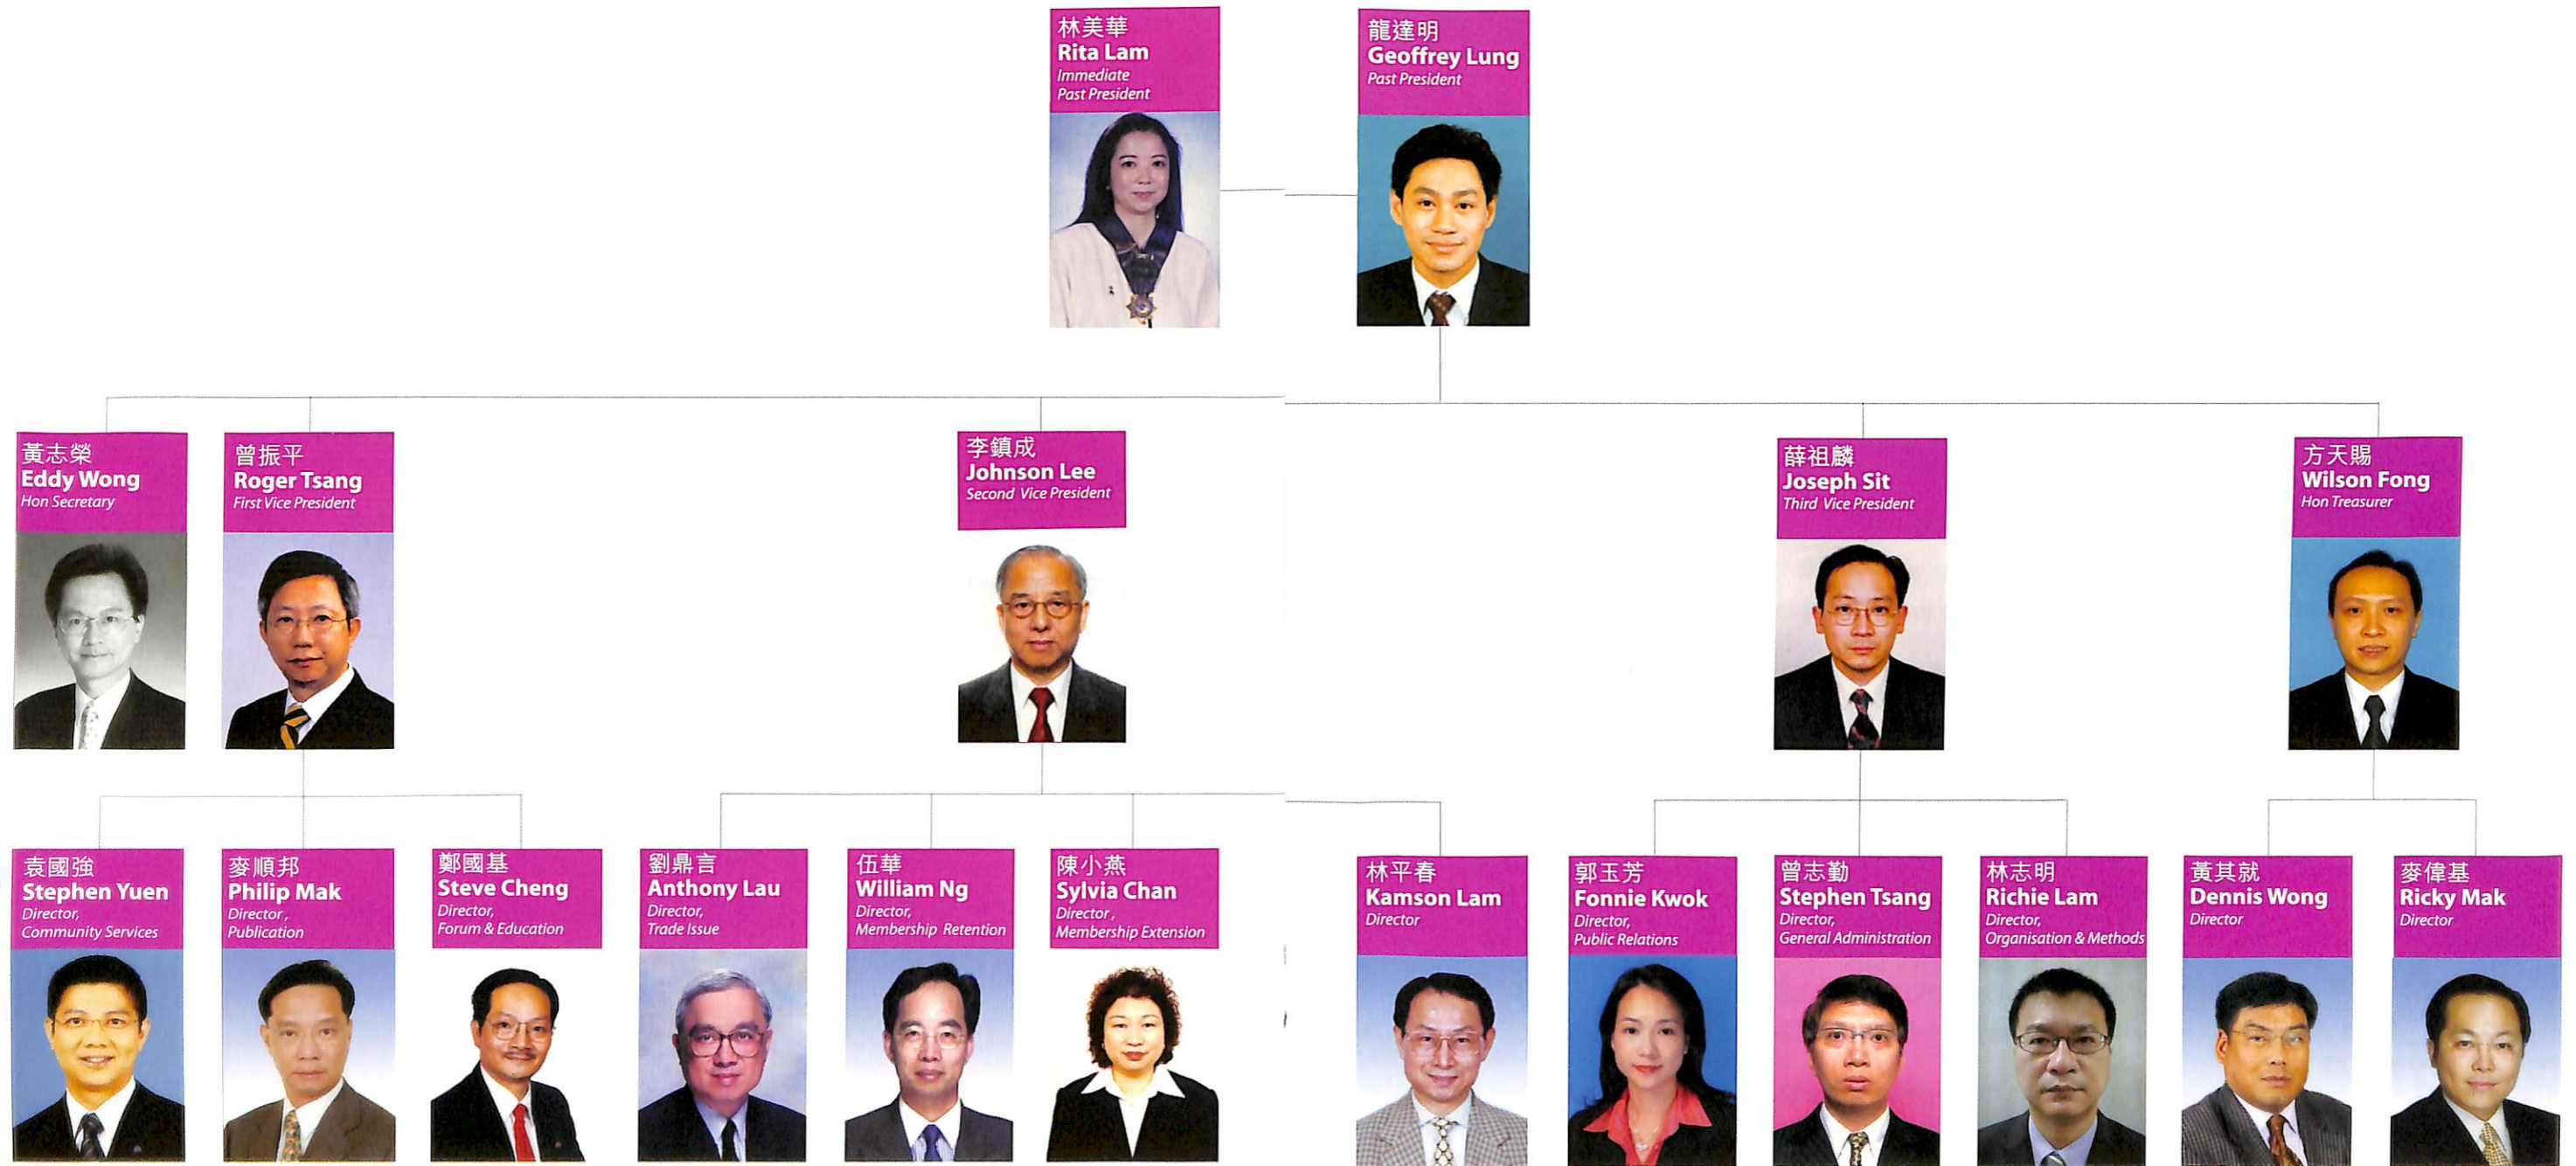 林美華
Rita Lam
Immediate
Past President
龍達明
Geoffrey Lung
Past President
黃志榮
Eddy Wong
Hon Secretary
曾振平
Roger Tsang
First Vice President
李鎮成
Johnson Lee
Second Vice President
薛祖麟
Joseph Sit
Third Vice President
方天賜
Wilson Fong
Hon Treasurer
袁國強
Stephen Yuen
Director,
Community Services
麥順邦
Philip Mak
Director ,
Publication
鄭國基
Steve Cheng
Director,
Forum & Education
劉鼎言
Anthony Lau
Director,
Trade Issue
伍華
William Ng
Director,
Membership Retention
陳小燕
Sylvia Chan
Director ,
Membership Extension
林平春
Kamson Lam
Director
郭玉芳
Fonnie Kwok
Director,
Public Relations
曾志勤
Stephen Tsang
Director,
General Administration
林志明
Richie Lam
Director,
Organisation & Methods
黃其就
Dennis Wong
Director
麥偉基
Ricky Mak
Director